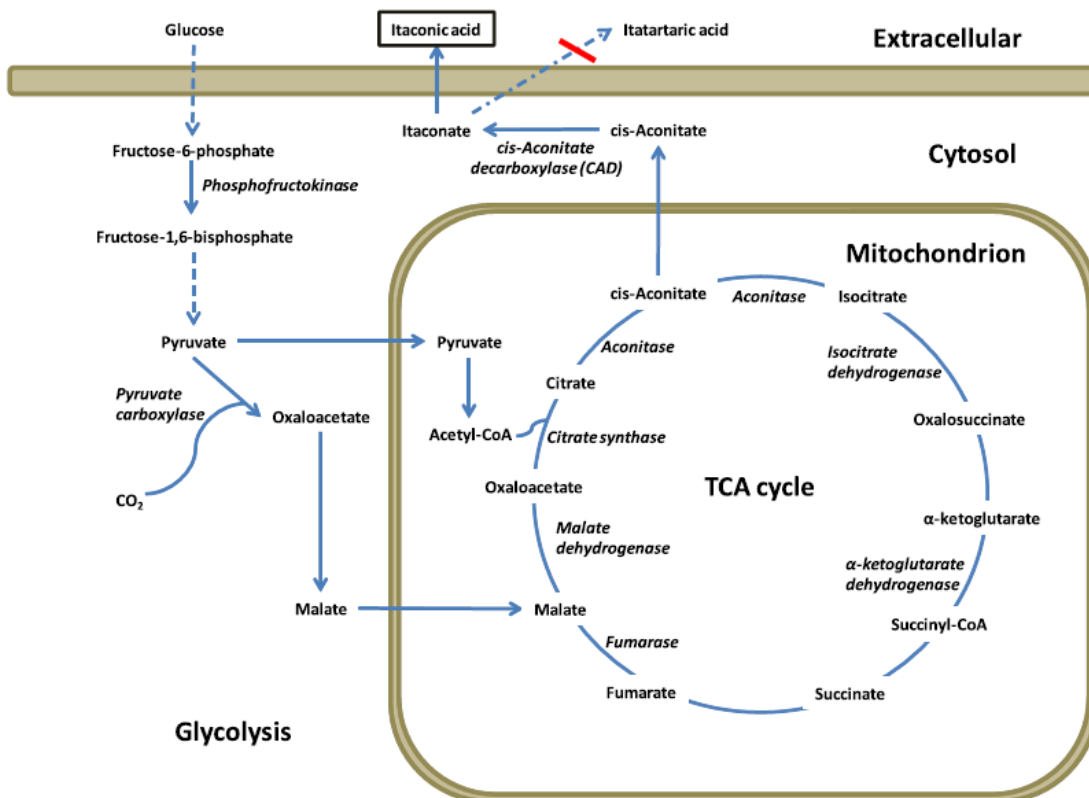 Glucose
Itaconic acid
Itatartaric acid
Extracellular
Itaconate
cis-Aconitate
cis-Aconitate
decarboxylase (CAD)
Cytosol
Fructose-6-phosphate
Phosphofructokinase
Fructose-1,6-bisphosphate
Mitochondrion
cis-Aconitate
Aconitase
Isocitrate
Pyruvate
Pyruvate
Aconitase
Isocitrate
dehydrogenase
Citrate
Pyruvate
carboxylase
Oxaloacetate
Acetyl-CoA
Citrate synthase
Oxalosuccinate
CO₂
Oxaloacetate
TCA cycle
α-ketoglutarate
Malate
dehydrogenase
α-ketoglutarate
dehydrogenase
Malate
Malate
Succinyl-CoA
Fumarase
Fumarate
Succinate
Glycolysis